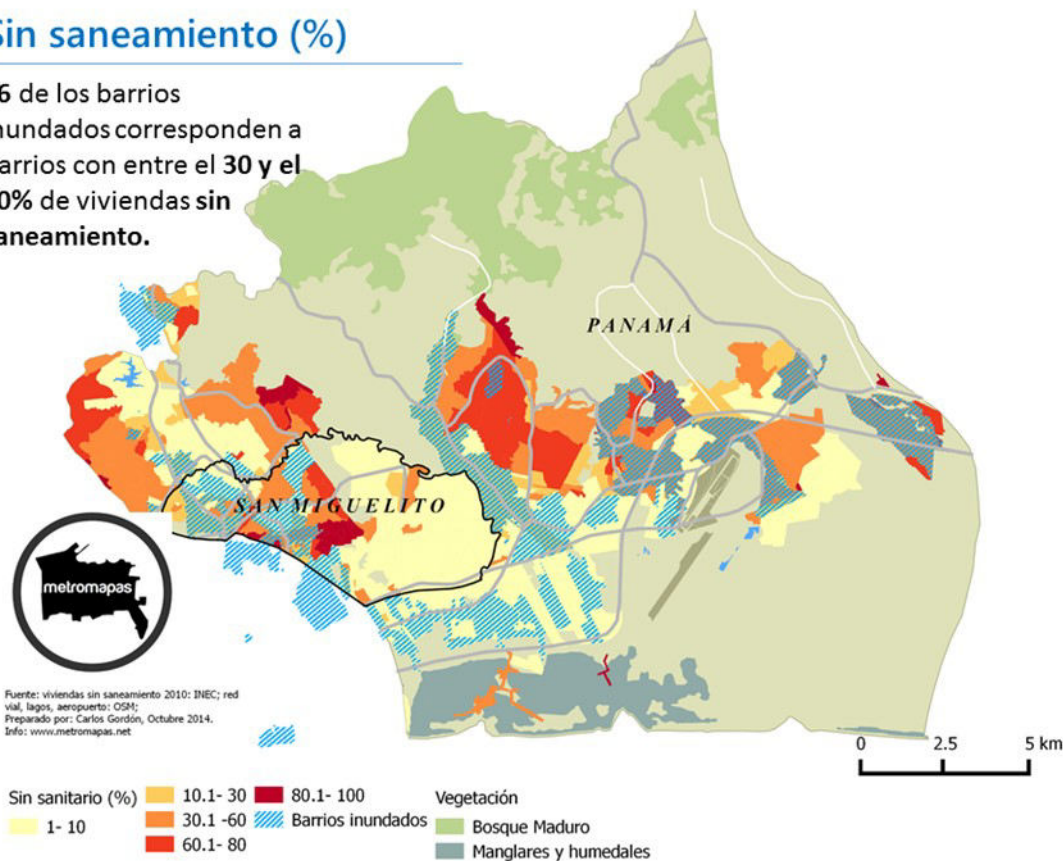 Sin saneamiento (%)
6 de los barrios
nundados corresponden a
arrios con entre el 30 y el
0% de viviendas sin
aneamiento.
PANAMÁ
SAN MIGUELITO
metromapas
Fuente: viviendas sin saneamiento 2010: INEC; red
vial, lagos, aeropuerto: OSM;
Preparado por: Carlos Gordón, Octubre 2014.
Info: www.metromapas.net
0 2.5 5 km
Sin sanitario (%)
1- 10
10.1- 30
30.1 -60
60.1- 80
80.1- 100
Barrios inundados
Vegetación
Bosque Maduro
Manglares y humedales